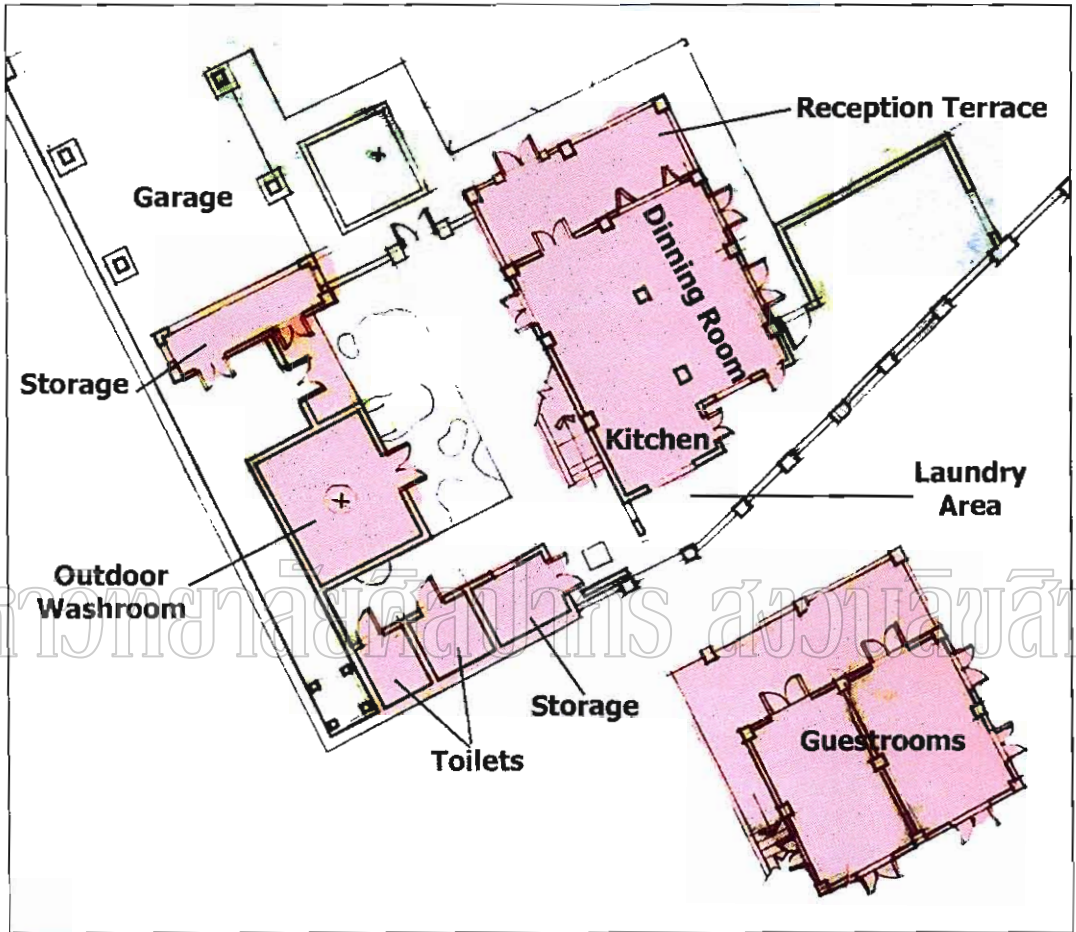 Reception Terrace
Garage
Dinning Room
Storage
Kitchen
Laundry
Area
Outdoor
Washroom
Storage
Toilets
Guestrooms